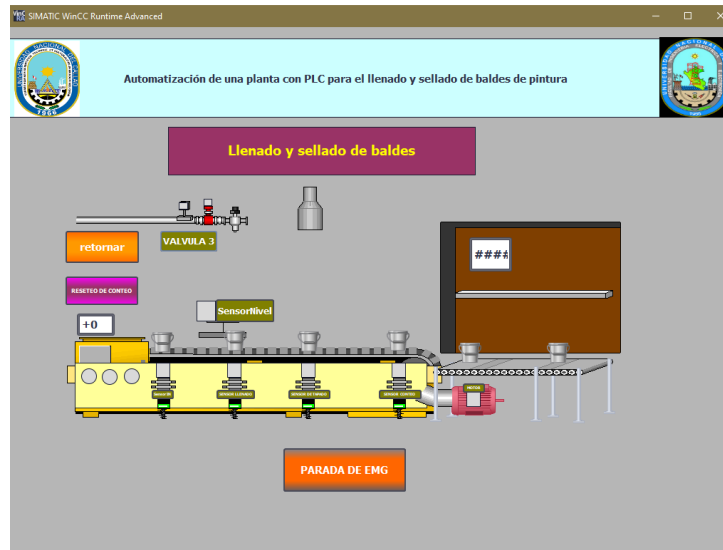 SIMATIC WinCC Runtime Advanced
Automatización de una planta con PLC para el llenado y sellado de baldes de pintura
1966
Llenado y sellado de baldes
VALVULA 3
retornar
####
RESETEO DE CONTEO
SensorNivel
+0
SENSOR LLENADO
SENSOR DE TAPADO
SENSOR CONTEO
MOTOR
PARADA DE EMG